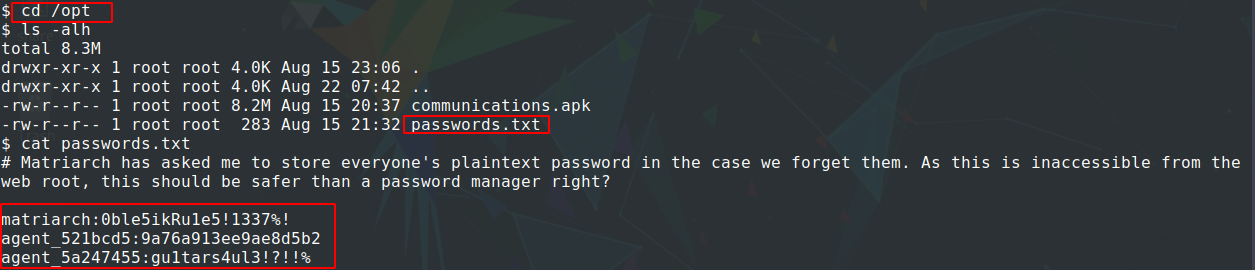 $ cd /opt
$ ls -alh
total 8.3M
drwxr-xr-x 1 root root 4.0K Aug 15 23:06 .
drwxr-xr-x 1 root root 4.0K Aug 22 07:42 ..
-rw-r--r-- 1 root root 8.2M Aug 15 20:37 communications.apk
-rw-r--r-- 1 root root  283 Aug 15 21:32 passwords.txt
$ cat passwords.txt
# Matriarch has asked me to store everyone's plaintext password in the case we forget them. As this is inaccessible from the
web root, this should be safer than a password manager right?
matriarch:0ble5ikRu1e5!1337%!
agent_521bcd5:9a76a913ee9ae8d5b2
agent_5a247455:gu1tars4ul3!?!!%